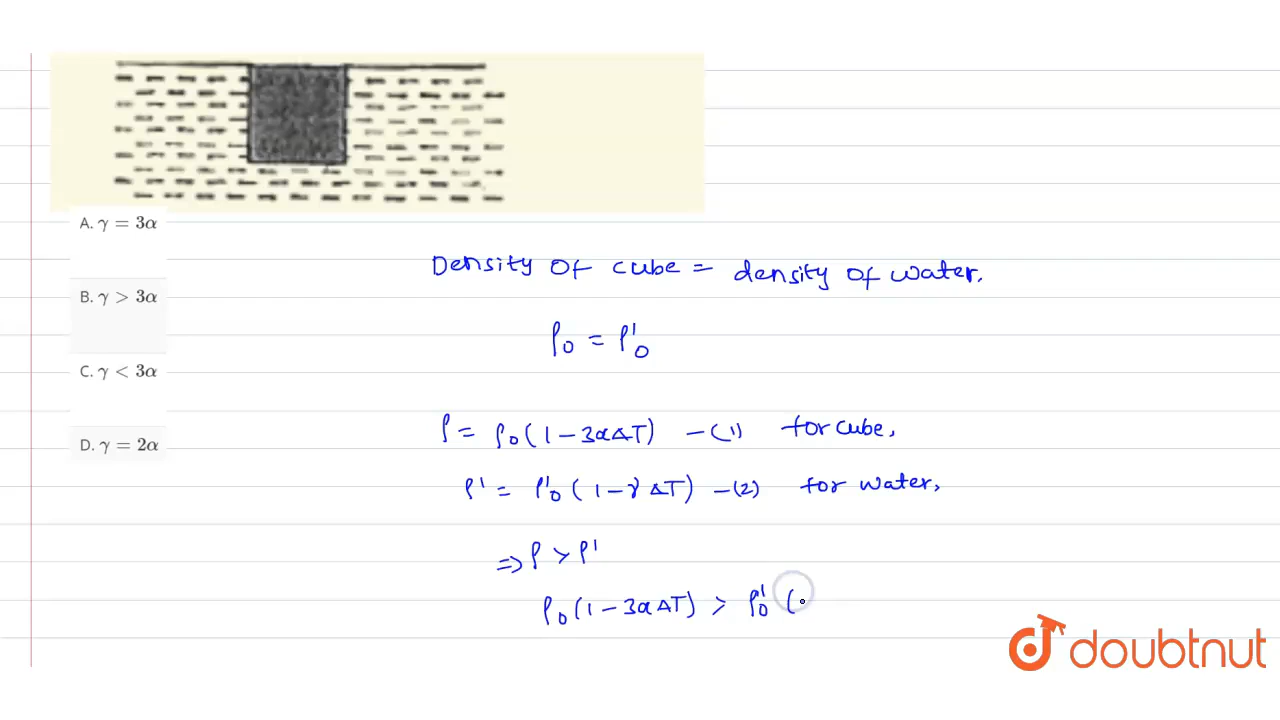 A. γ = 3α
B. γ > 3α
C. γ < 3α
D. γ = 2α
Density of cube = density of water.
ρ₀ = ρ'₀
ρ = ρ₀(1 - 3αΔT) - (1) for cube,
ρ' = ρ'₀ (1 - γΔT) - (2) for water,
⇒ ρ > ρ'
ρ₀(1 - 3αΔT) > ρ'₀ (
doubtnut